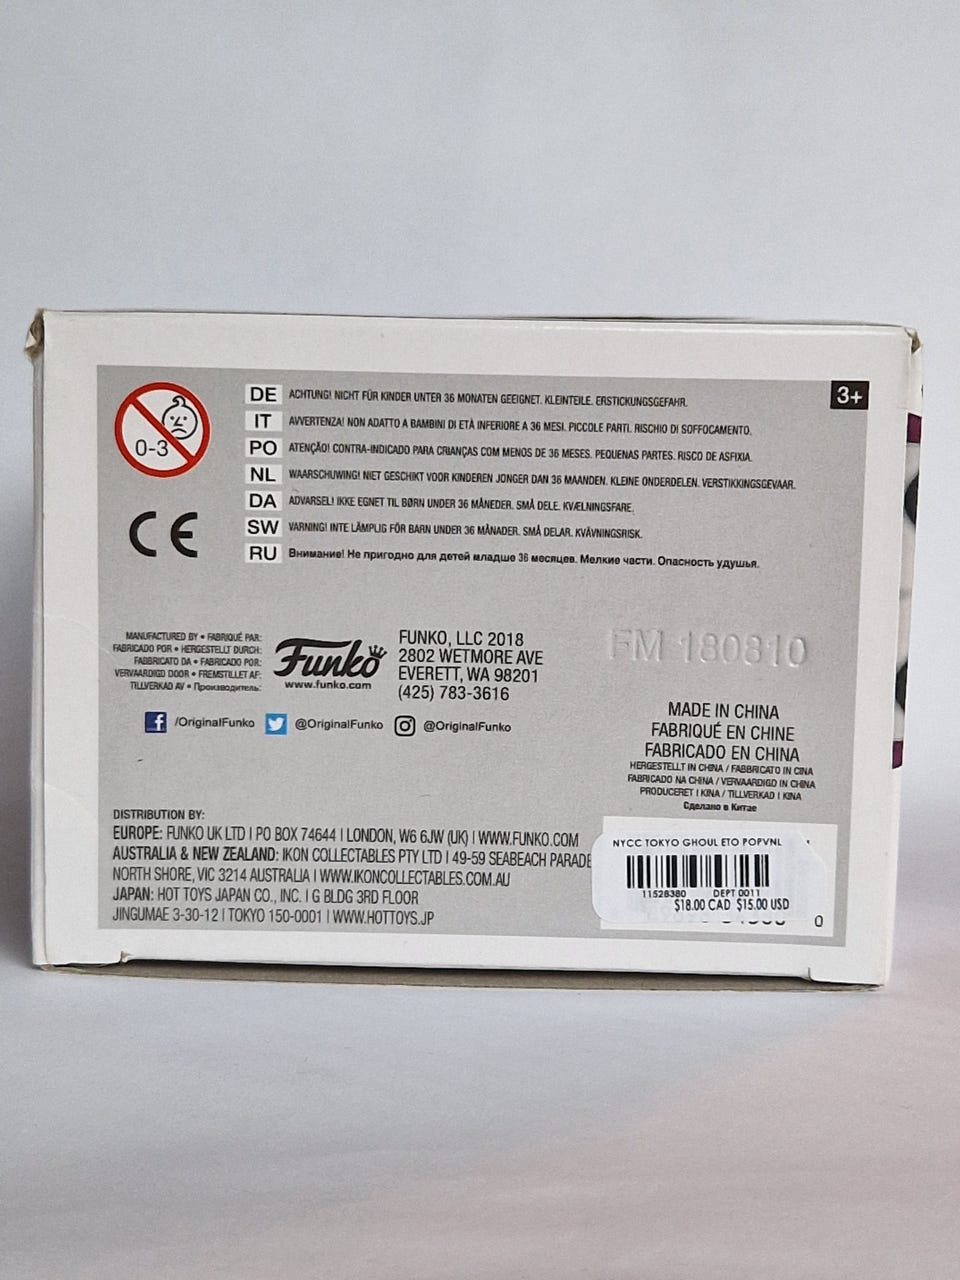 3+
0-3
DE ACHTUNG! NICHT FÜR KINDER UNTER 36 MONATEN GEEIGNET. KLEINTEILE. ERSTICKUNGSGEFAHR.
IT AVVERTENZA! NON ADATTO A BAMBINI DI ETÀ INFERIORE A 36 MESI. PICCOLE PARTI. RISCHIO DI SOFFOCAMENTO.
PO ATENÇÃO! CONTRA-INDICADO PARA CRIANÇAS COM MENOS DE 36 MESES. PEQUENAS PARTES. RISCO DE ASFIXIA.
NL WAARSCHUWING! NIET GESCHIKT VOOR KINDEREN JONGER DAN 36 MAANDEN. KLEINE ONDERDELEN. VERSTIKKINGSGEVAAR.
DA ADVARSEL! IKKE EGNET TIL BØRN UNDER 36 MÅNEDER. SMÅ DELE. KVÆLNINGSFARE.
SW VARNING! INTE LÄMPLIG FÖR BARN UNDER 36 MÅNADER. SMÅ DELAR. KVÄVNINGSRISK.
RU Внимание! Не пригодно для детей младше 36 месяцев. Мелкие части. Опасность удушья.
CE
MANUFACTURED BY • FABRIQUÉ PAR:
FABRICADO POR • HERGESTELLT DURCH:
FABBRICATO DA • FABRICADO POR:
VERVAARDIGD DOOR • FREMSTILLET AF:
TILLVERKAD AV • Производитель:
Funko
www.funko.com
FUNKO, LLC 2018
2802 WETMORE AVE
EVERETT, WA 98201
(425) 783-3616
/OriginalFunko @OriginalFunko @OriginalFunko
FM 180810
MADE IN CHINA
FABRIQUÉ EN CHINE
FABRICADO EN CHINA
HERGESTELLT IN CHINA / FABBRICATO IN CINA
FABRICADO NA CHINA / VERVAARDIGD IN CHINA
PRODUCERET I KINA / TILLVERKAD I KINA
Сделано в Китае
DISTRIBUTION BY:
EUROPE: FUNKO UK LTD | PO BOX 74644 | LONDON, W6 6JW (UK) | WWW.FUNKO.COM
AUSTRALIA & NEW ZEALAND: IKON COLLECTABLES PTY LTD | 49-59 SEABEACH PARADE
NORTH SHORE, VIC 3214 AUSTRALIA | WWW.IKONCOLLECTABLES.COM.AU
JAPAN: HOT TOYS JAPAN CO., INC. | G BLDG 3RD FLOOR
JINGUMAE 3-30-12 | TOKYO 150-0001 | WWW.HOTTOYS.JP
NYCC TOKYO GHOUL ETO POPVNL
11528380 DEPT 0011
$18.00 CAD $15.00 USD
0